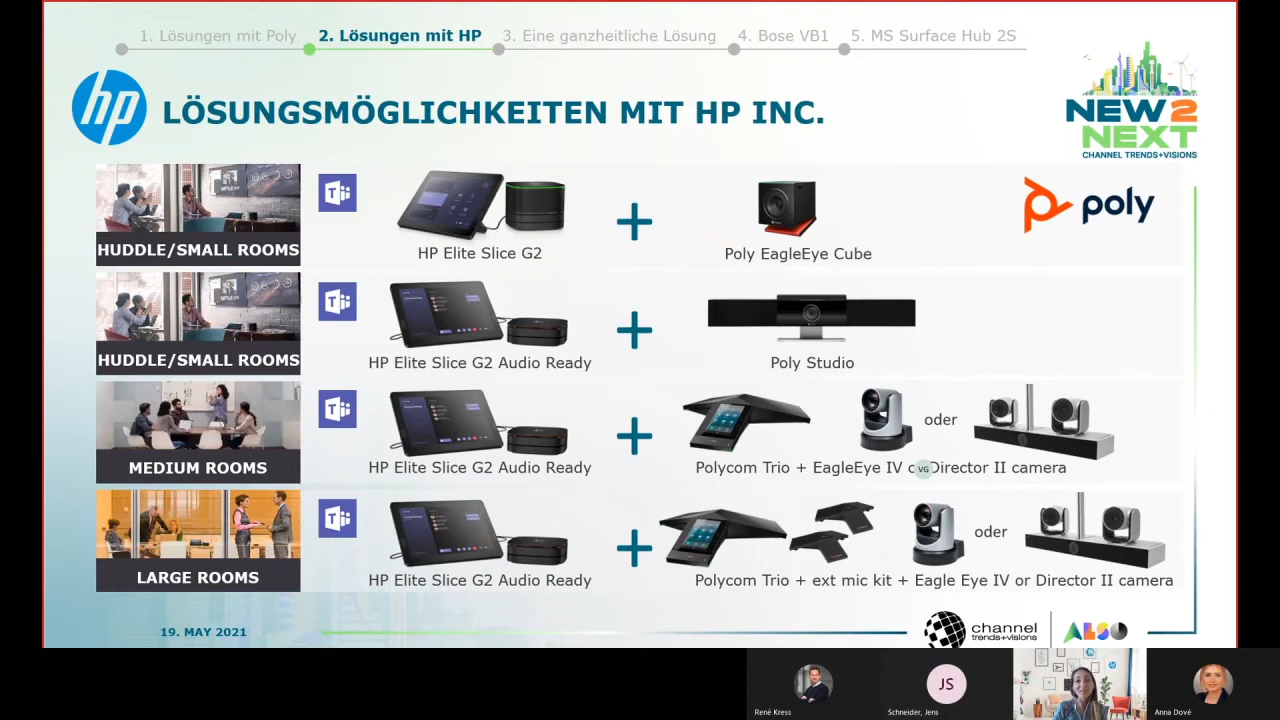 1. Lösungen mit Poly 2. Lösungen mit HP 3. Eine ganzheitliche Lösung 4. Bose VB1 5. MS Surface Hub 2S
hp LÖSUNGSMÖGLICHKEITEN MIT HP INC.
NEW2
NEXT
CHANNEL TRENDS+VISIONS
poly
HUDDLE/SMALL ROOMS
HP Elite Slice G2
Poly EagleEye Cube
HUDDLE/SMALL ROOMS
HP Elite Slice G2 Audio Ready
Poly Studio
oder
MEDIUM ROOMS
HP Elite Slice G2 Audio Ready
Polycom Trio + EagleEye IV Director II camera
VG
oder
LARGE ROOMS
HP Elite Slice G2 Audio Ready
Polycom Trio + ext mic kit + Eagle Eye IV or Director II camera
19. MAY 2021
channel
trends+visions
ALSO
JS
René Kress
Schneider, Jens
Anna Dové